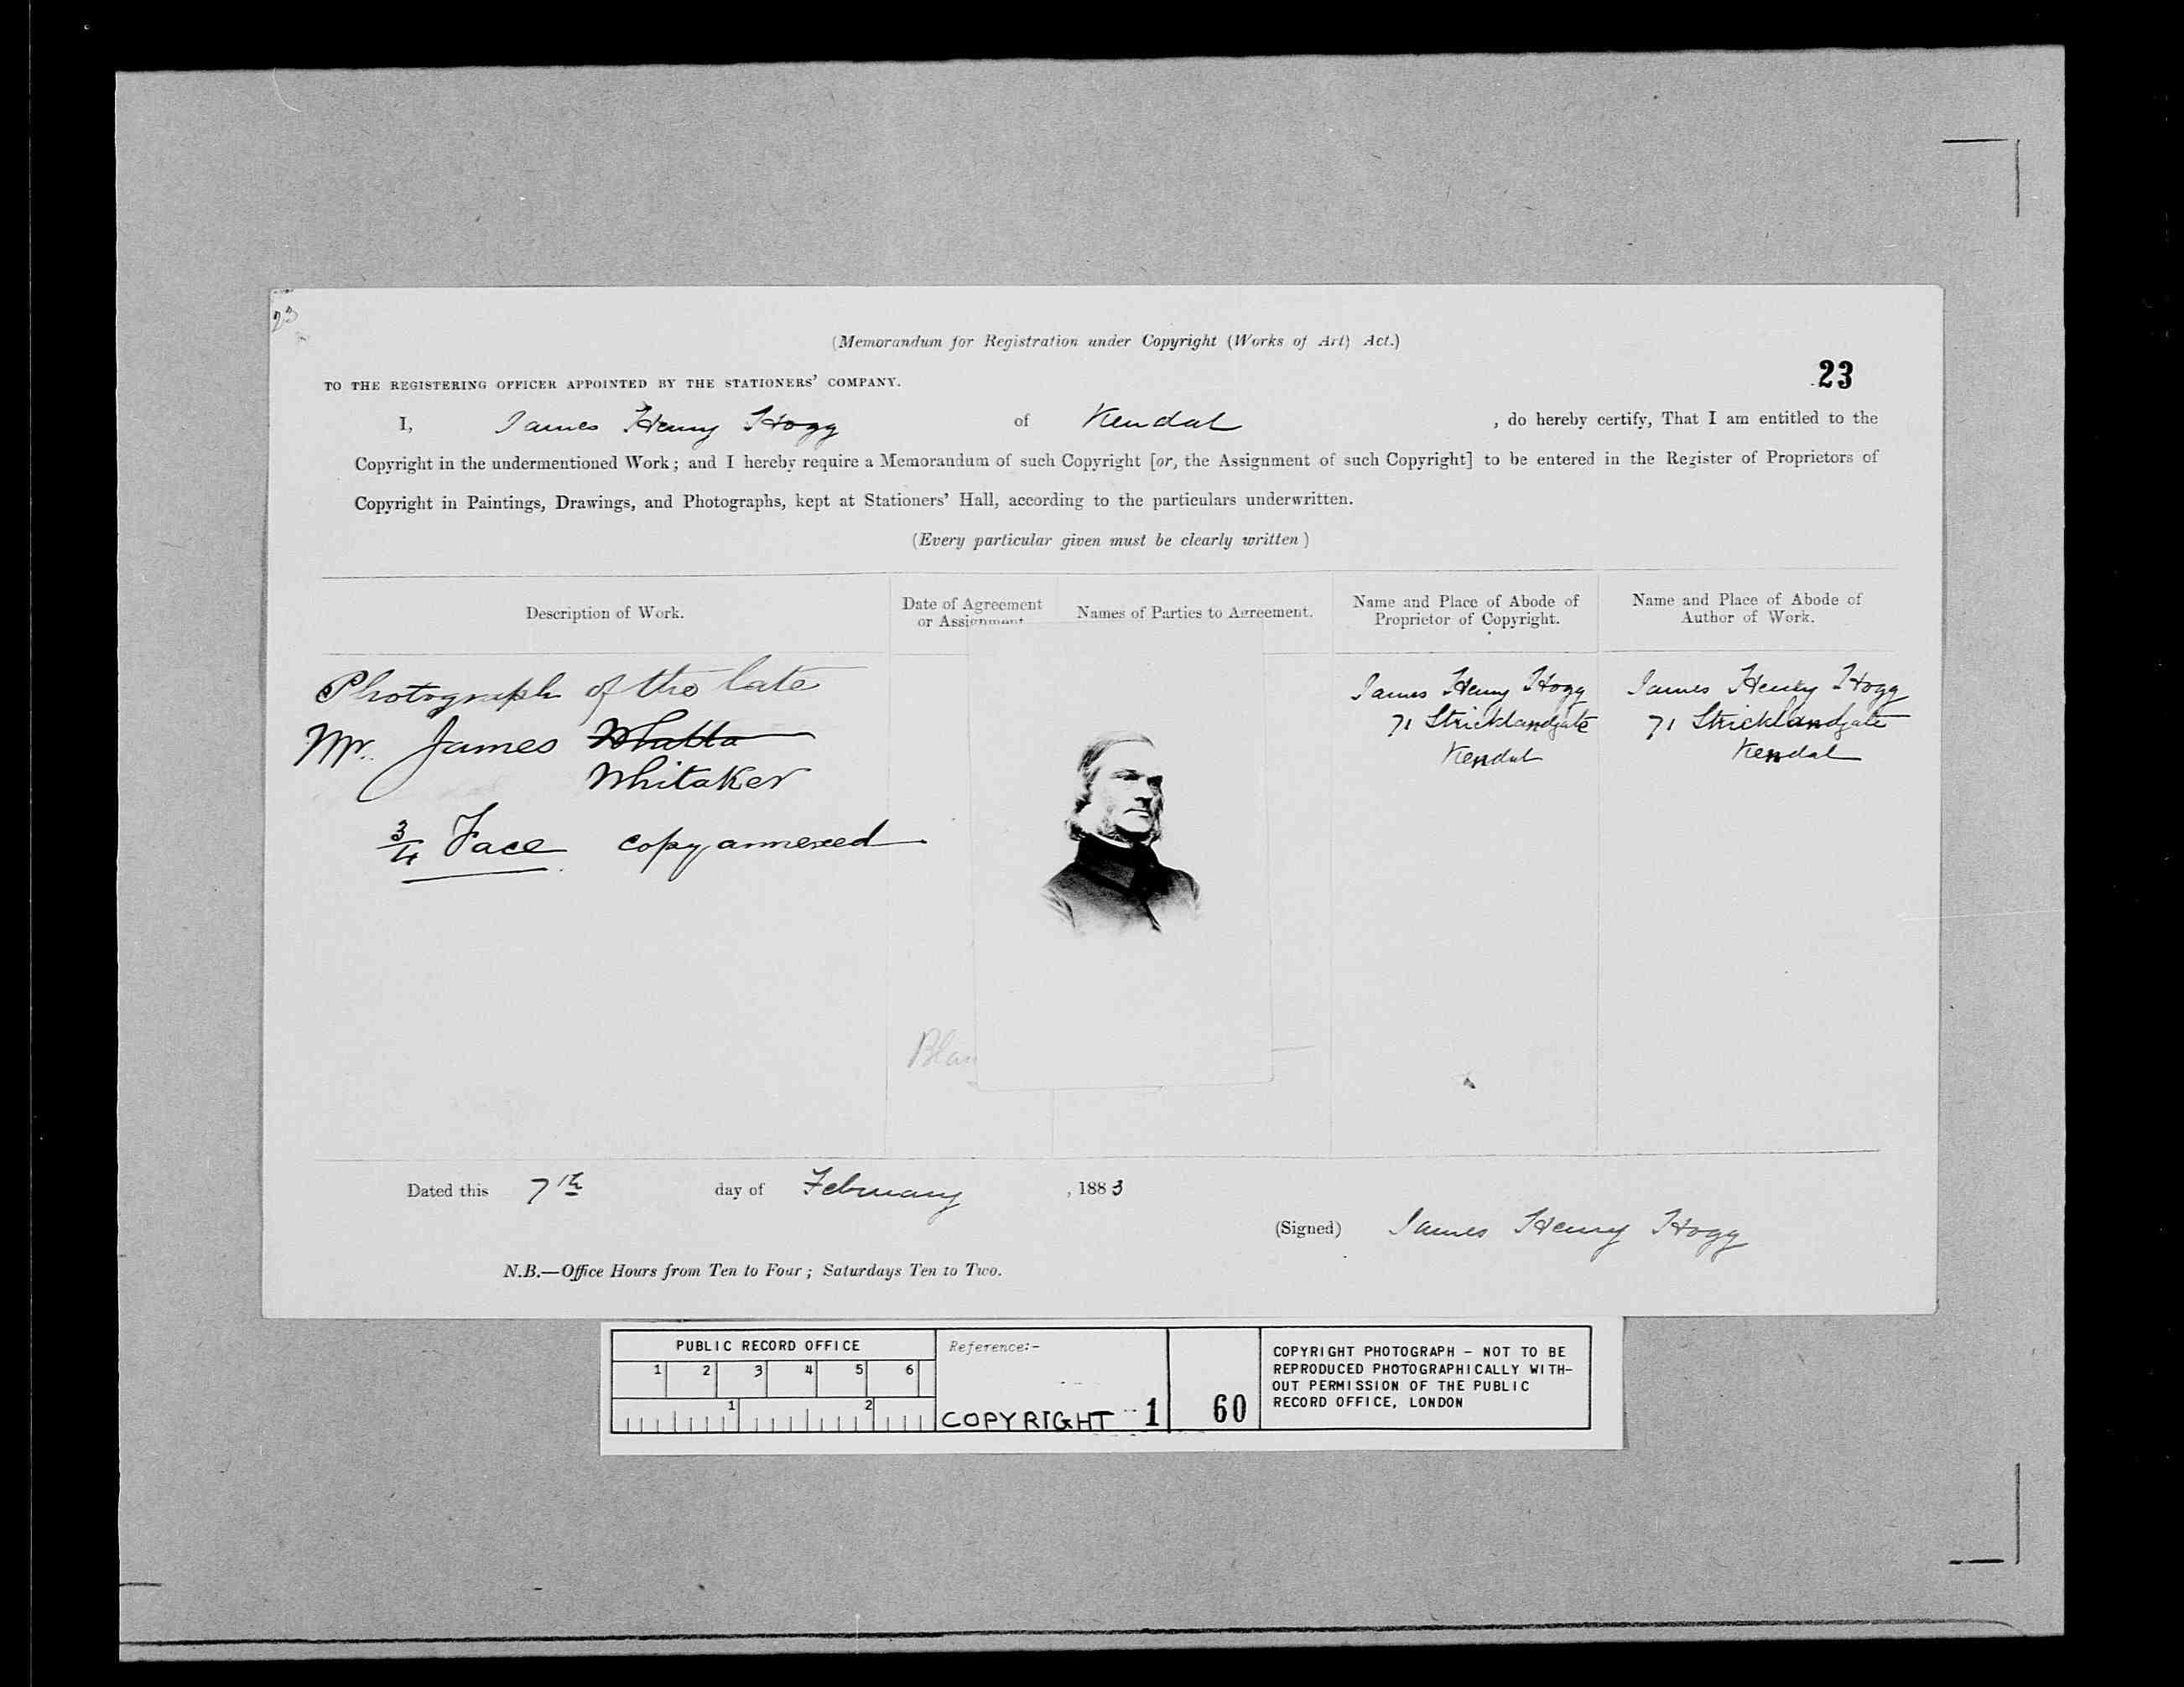 23
(Memorandum for Registration under Copyright (Works of Art) Act.)
23
TO THE REGISTERING OFFICER APPOINTED BY THE STATIONERS' COMPANY.
I, James Henry Hogg of Kendal , do hereby certify, That I am entitled to the
Copyright in the undermentioned Work; and I hereby require a Memorandum of such Copyright [or, the Assignment of such Copyright] to be entered in the Register of Proprietors of
Copyright in Paintings, Drawings, and Photographs, kept at Stationers' Hall, according to the particulars underwritten.
(Every particular given must be clearly written)
Description of Work.
Date of Agreement
or Assignment
Names of Parties to Agreement.
Name and Place of Abode of
Proprietor of Copyright.
Name and Place of Abode of
Author of Work.
Photograph of the late
Mr. James
Whitaker
3/4 Face copy annexed
James Henry Hogg
71 Stricklandgate
Kendal
James Henry Hogg
71 Stricklandgate
Kendal
Blan
Dated this 7th day of February , 1883
(Signed) James Henry Hogg
N.B.—Office Hours from Ten to Four; Saturdays Ten to Two.
PUBLIC RECORD OFFICE
1 2 3 4 5 6
1 2
Reference:-
COPYRIGHT 1 60
COPYRIGHT PHOTOGRAPH - NOT TO BE
REPRODUCED PHOTOGRAPHICALLY WITH-
OUT PERMISSION OF THE PUBLIC
RECORD OFFICE, LONDON